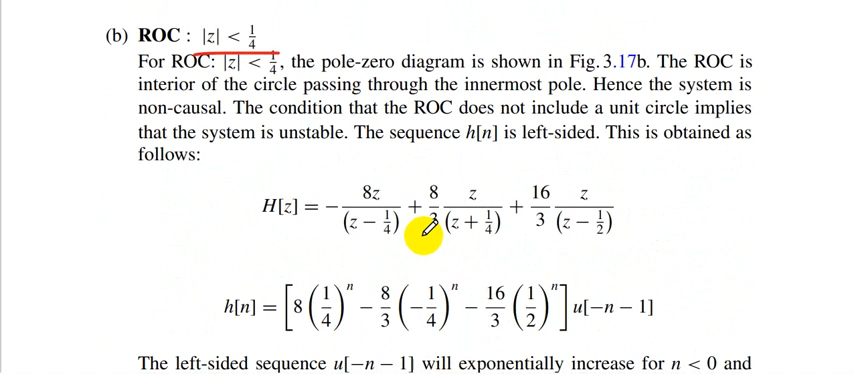 (b) ROC : |z| < 1/4
For ROC: |z| < 1/4, the pole-zero diagram is shown in Fig. 3.17b. The ROC is
interior of the circle passing through the innermost pole. Hence the system is
non-causal. The condition that the ROC does not include a unit circle implies
that the system is unstable. The sequence h[n] is left-sided. This is obtained as
follows:
H[z] = − 8z/(z − 1/4) + 8/3 z/(z + 1/4) + 16/3 z/(z − 1/2)
h[n] = [8(1/4)^n − 8/3(−1/4)^n − 16/3(1/2)^n] u[−n − 1]
The left-sided sequence u[−n − 1] will exponentially increase for n < 0 and